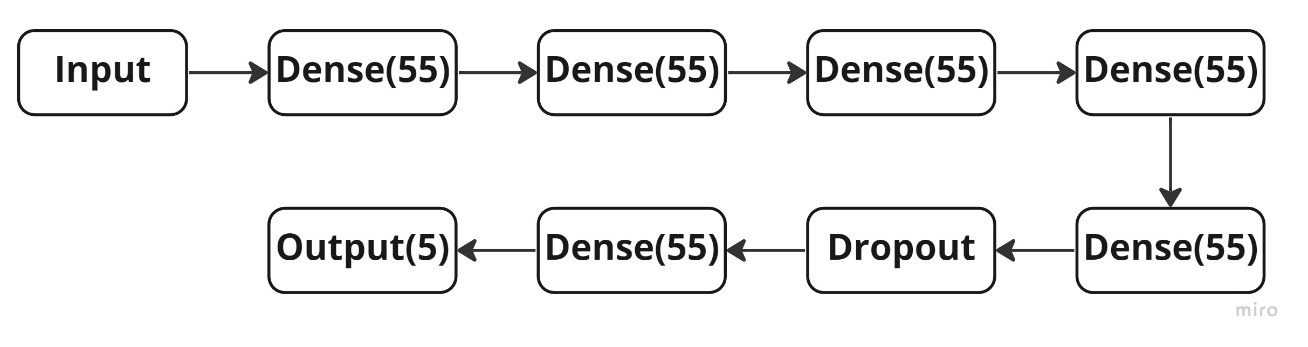 Input
Dense(55)
Dense(55)
Dense(55)
Dense(55)
Dense(55)
Dropout
Dense(55)
Output(5)
miro